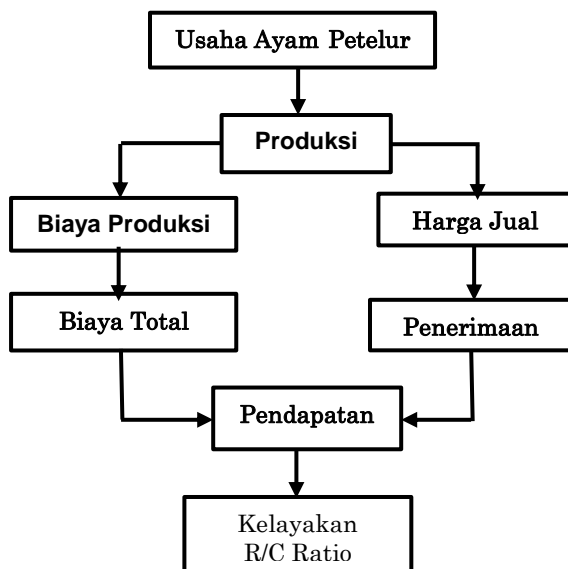 Usaha Ayam Petelur
Produksi
Biaya Produksi
Harga Jual
Biaya Total
Penerimaan
Pendapatan
Kelayakan
R/C Ratio